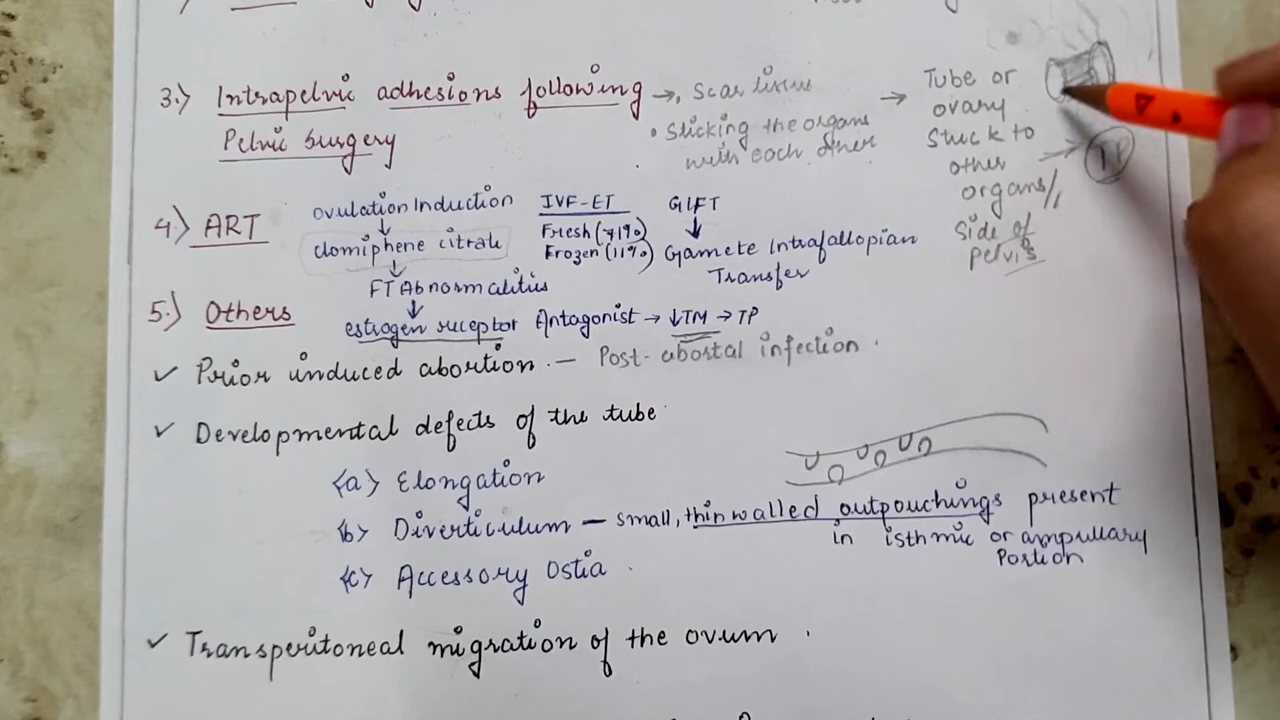 3.) Intrapelvic adhesions following → • Scar tissue → Tube or ovary stuck to other organs// side of pelvis → TP
Pelvic surgery • Sticking the organs with each other
4.) ART
ovulation Induction
↓
clomiphene citrate
↓
FT Abnormalities
↓
estrogen receptor Antagonist → ↓TM → TP
IVF-ET
Fresh (71%)
Frozen (11%)
GIFT
↓
Gamete Intrafallopian
Transfer
5.) Others
✓ Prior induced abortion. — Post-abortal infection.
✓ Developmental defects of the tube
(a) Elongation
(b) Diverticulum — small, thin walled outpouchings present
in isthmic or ampullary
Portion
(c) Accessory Ostia.
✓ Transperitoneal migration of the ovum.